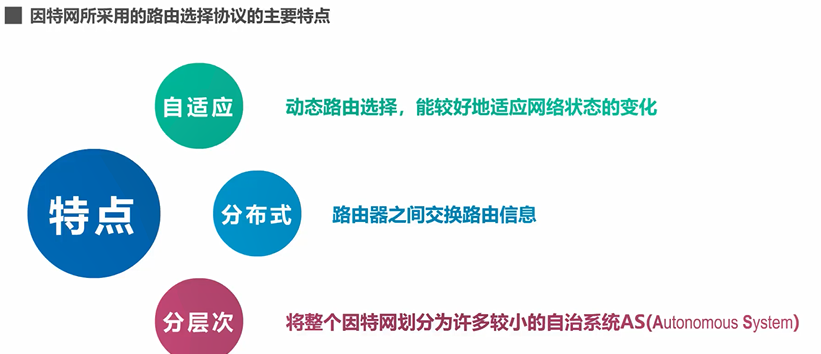 因特网所采用的路由选择协议的主要特点
自适应
动态路由选择，能较好地适应网络状态的变化
特点
分布式
路由器之间交换路由信息
分层次
将整个因特网划分为许多较小的自治系统AS(Autonomous System)